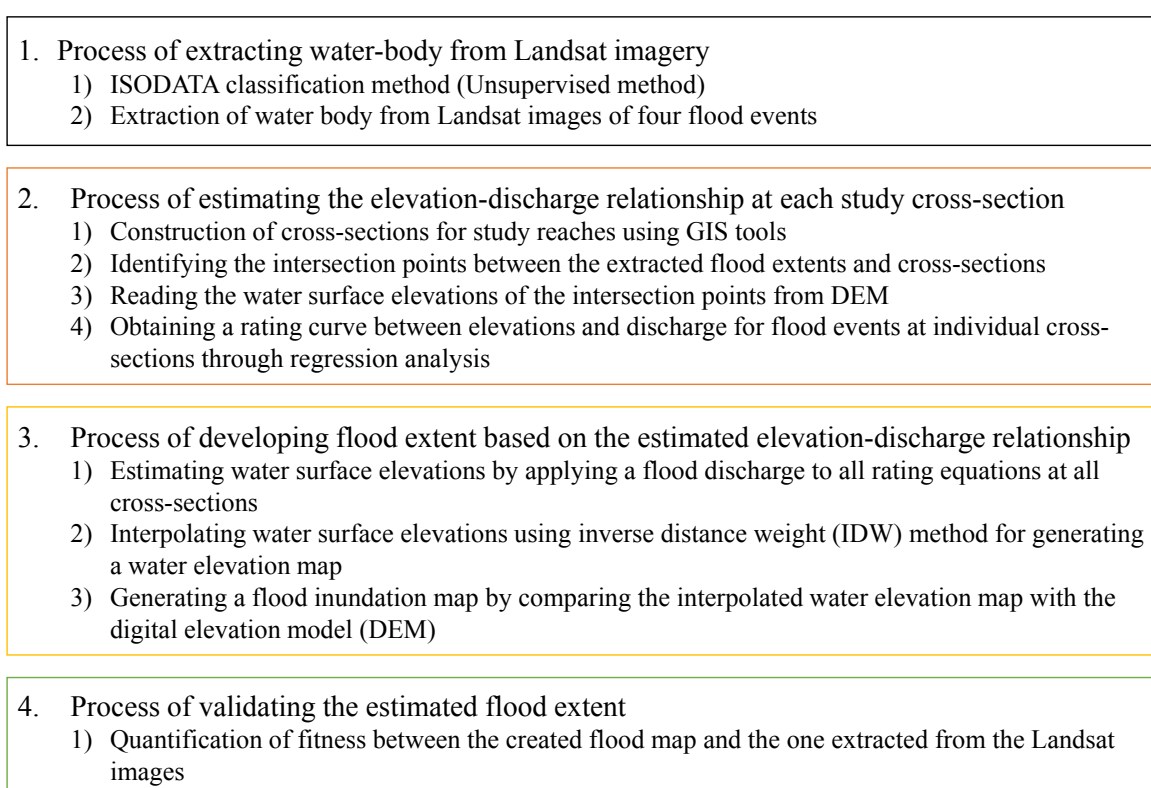 1. Process of extracting water-body from Landsat imagery
1) ISODATA classification method (Unsupervised method)
2) Extraction of water body from Landsat images of four flood events
2. Process of estimating the elevation-discharge relationship at each study cross-section
1) Construction of cross-sections for study reaches using GIS tools
2) Identifying the intersection points between the extracted flood extents and cross-sections
3) Reading the water surface elevations of the intersection points from DEM
4) Obtaining a rating curve between elevations and discharge for flood events at individual cross-
sections through regression analysis
3. Process of developing flood extent based on the estimated elevation-discharge relationship
1) Estimating water surface elevations by applying a flood discharge to all rating equations at all
cross-sections
2) Interpolating water surface elevations using inverse distance weight (IDW) method for generating
a water elevation map
3) Generating a flood inundation map by comparing the interpolated water elevation map with the
digital elevation model (DEM)
4. Process of validating the estimated flood extent
1) Quantification of fitness between the created flood map and the one extracted from the Landsat
images